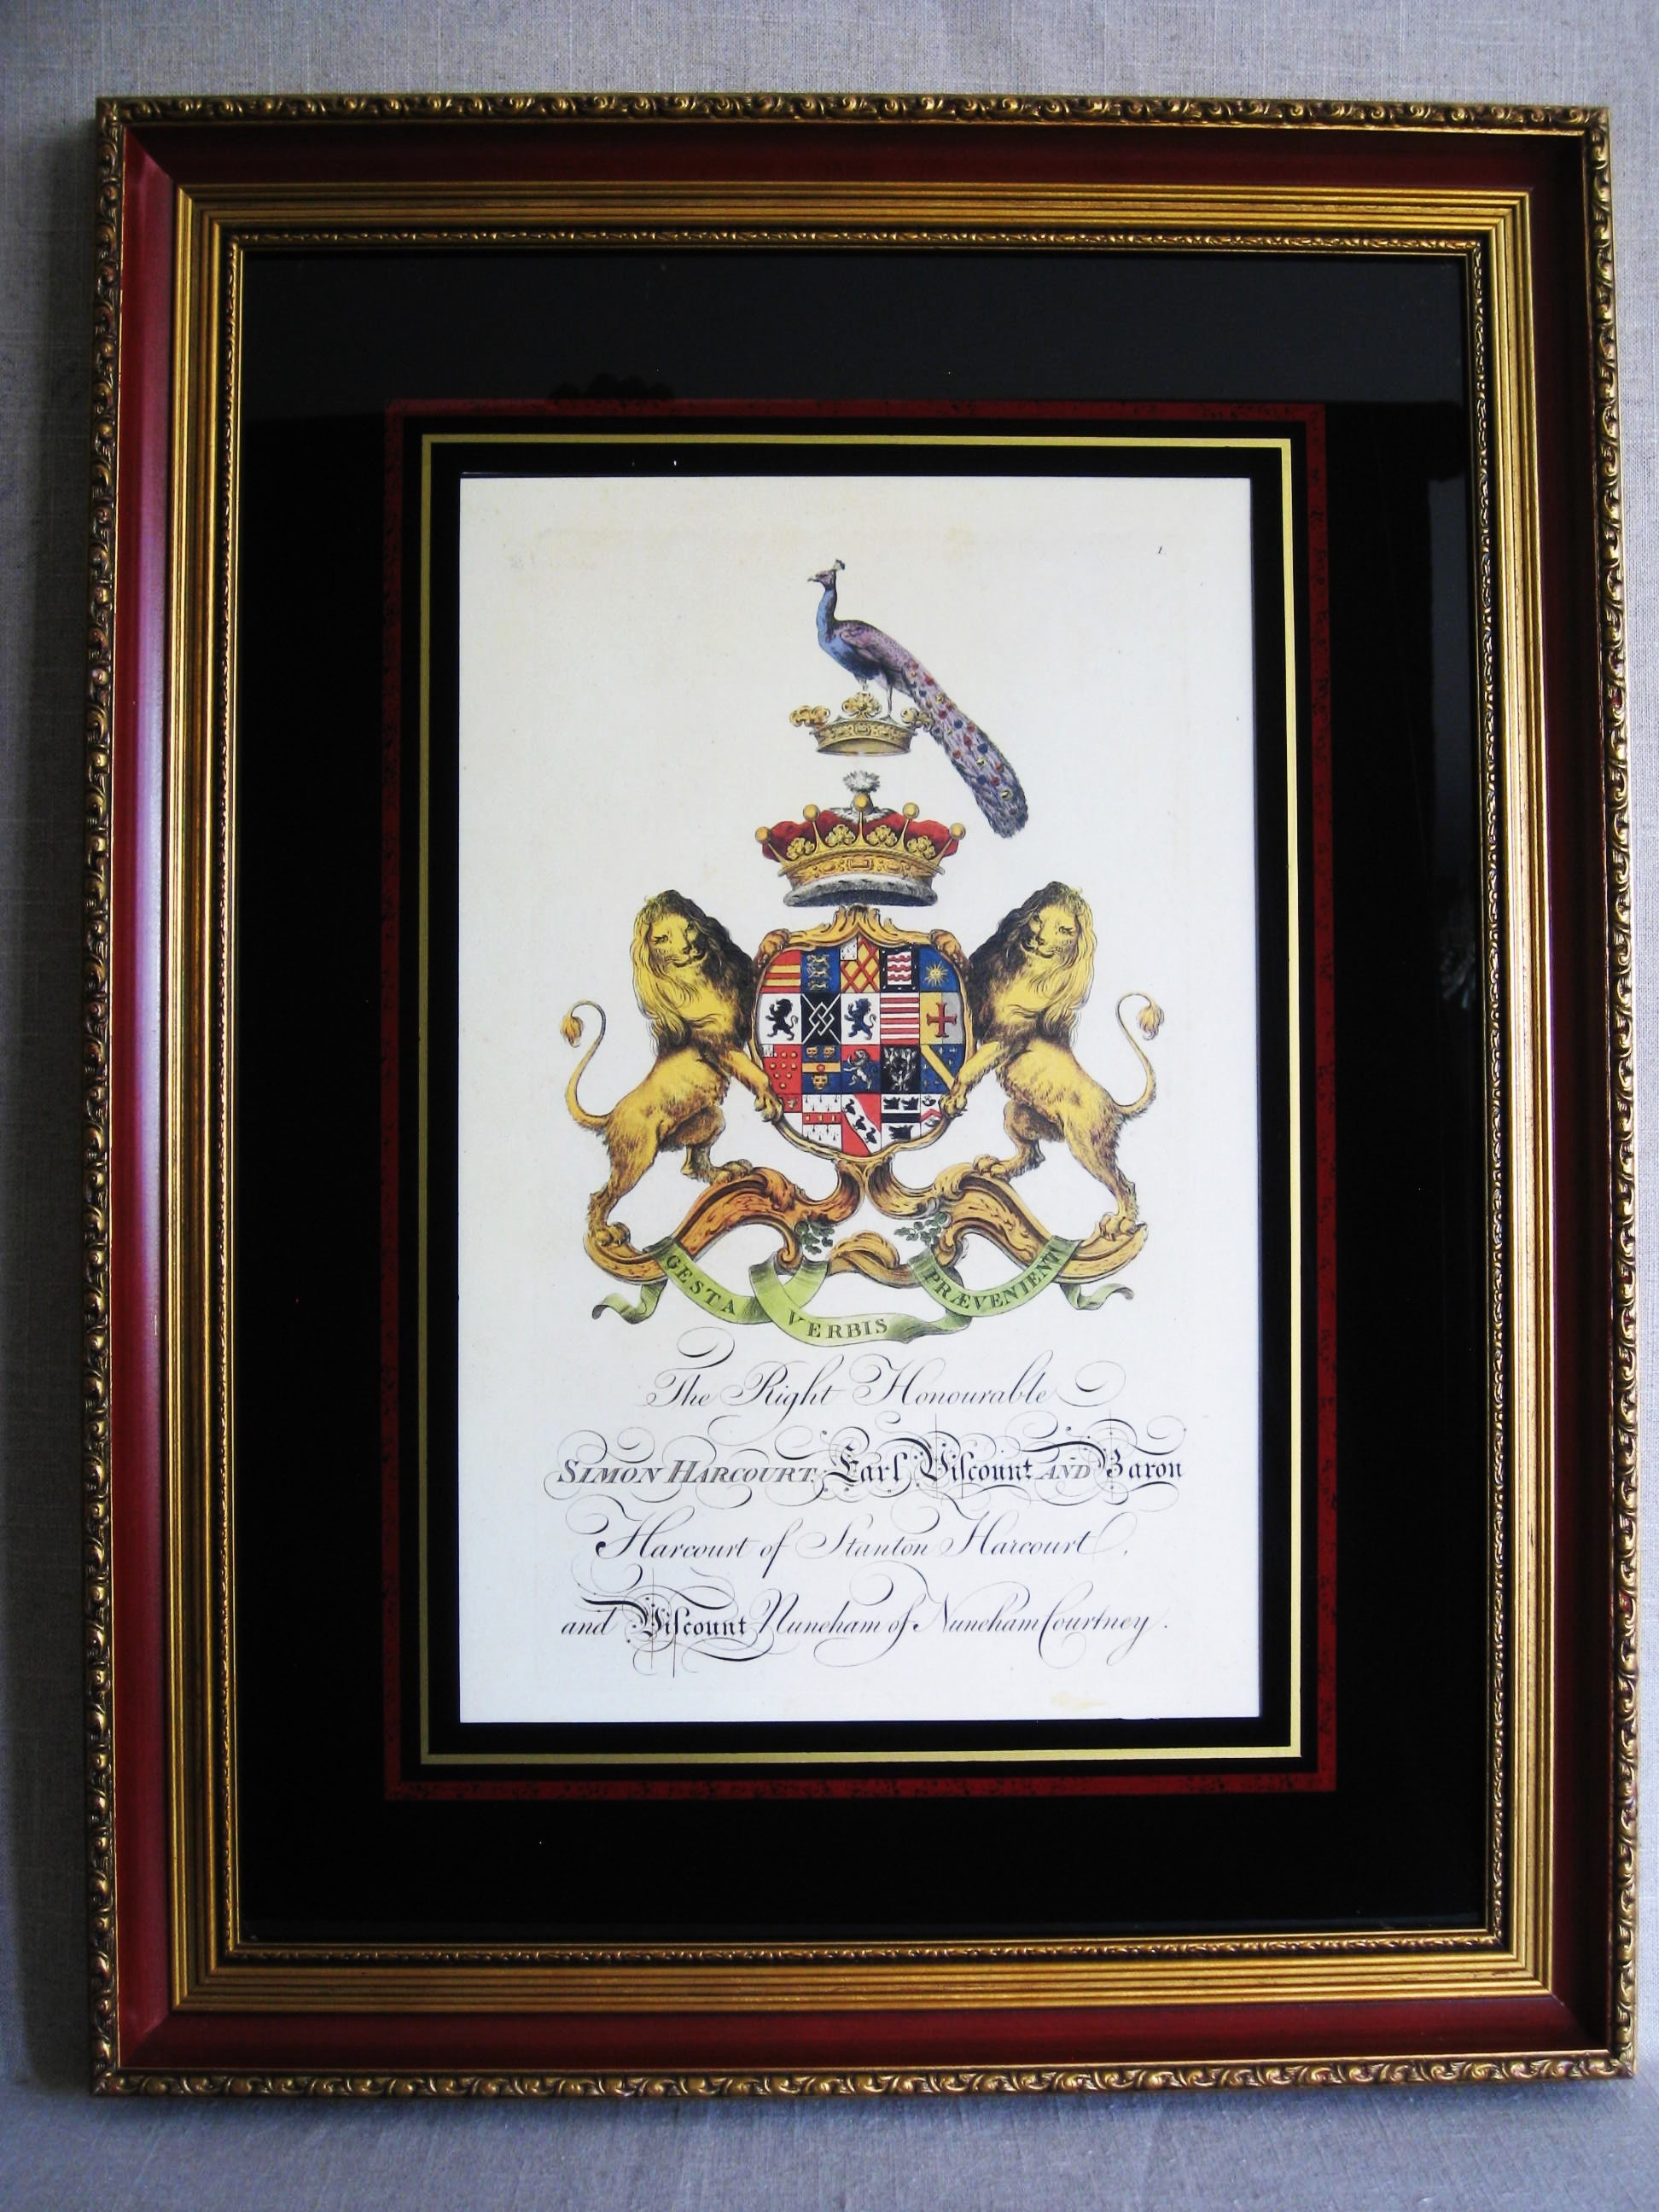 GESTA VERBIS PRÆVENIENT
The Right Honourable
SIMON HARCOURT, Earl Viſcount AND Baron
Harcourt of Stanton Harcourt,
and Viſcount Nuneham of Nuneham Courtney.